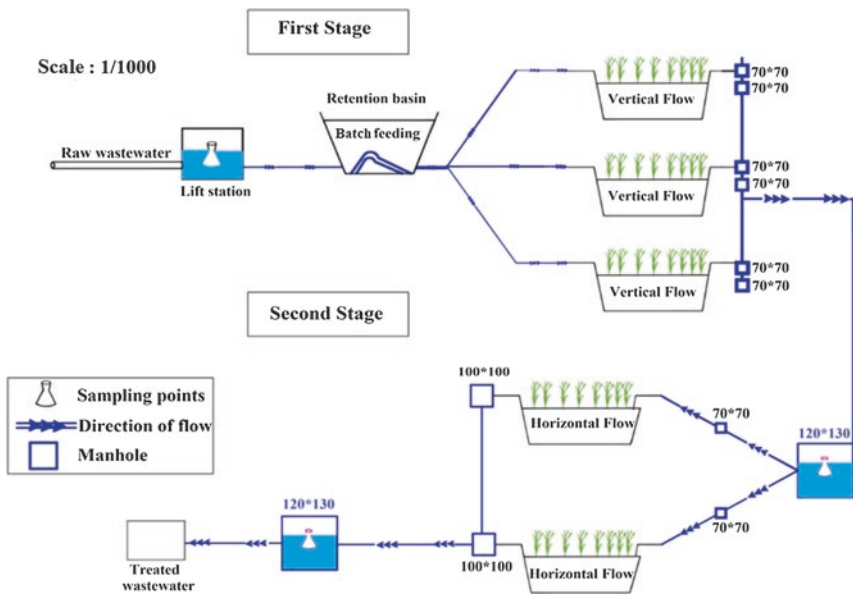 First Stage
Scale : 1/1000
Retention basin
Batch feeding
Raw wastewater
Lift station
Vertical Flow
70*70
70*70
Vertical Flow
70*70
70*70
Vertical Flow
70*70
70*70
Second Stage
Sampling points
Direction of flow
Manhole
100*100
Horizontal Flow
70*70
120*130
120*130
100*100
Horizontal Flow
70*70
Treated
wastewater